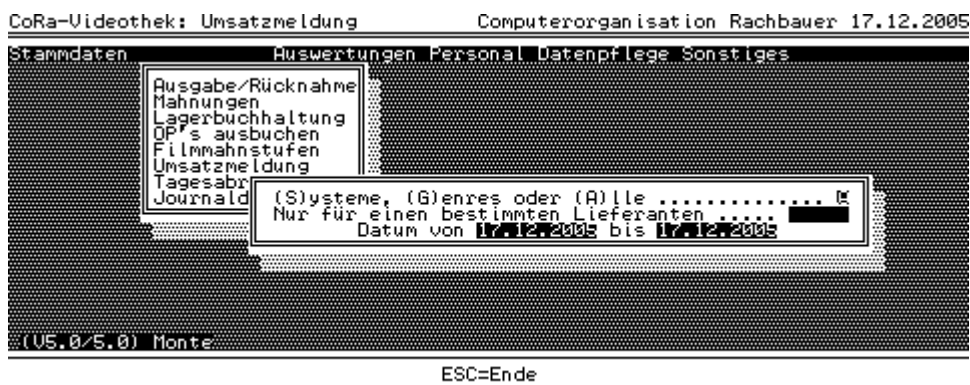 CoRa-Videothek: Umsatzmeldung Computerorganisation Rachbauer 17.12.2005
Stammdaten Auswertungen Personal Datenpflege Sonstiges
Ausgabe/Rücknahme
Mahnungen
Lagerbuchhaltung
OP's ausbuchen
Filmmahnstufen
Umsatzmeldung
Tagesabr
Journald
(S)ysteme, (G)enres oder (A)lle ...............
Nur für einen bestimmten Lieferanten .....
Datum von 17.12.2005 bis 17.12.2005
(V5.0/5.0) Monte
ESC=Ende